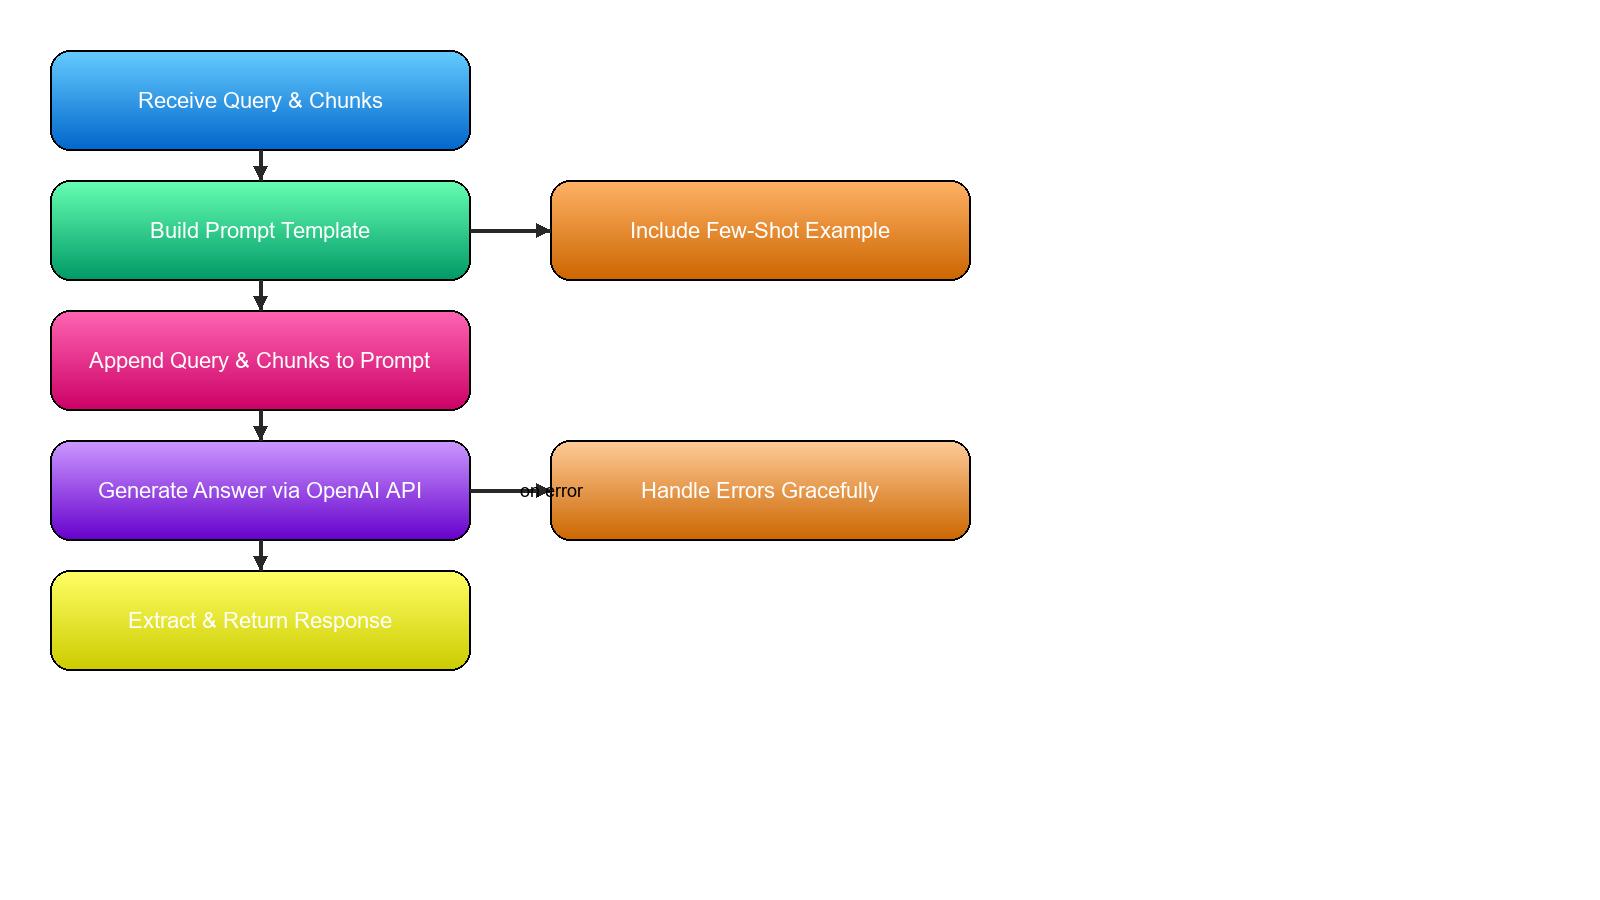 Receive Query & Chunks
Build Prompt Template
Include Few-Shot Example
Append Query & Chunks to Prompt
Generate Answer via OpenAI API
on error
Handle Errors Gracefully
Extract & Return Response